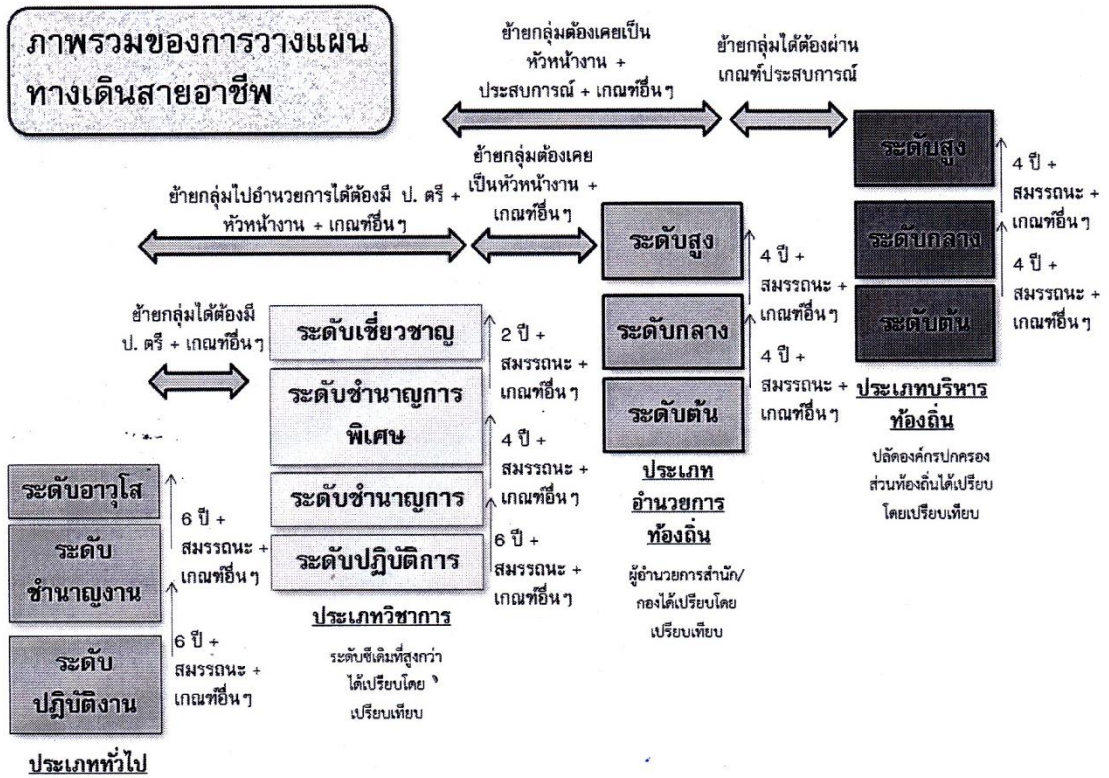 ภาพรวมของการวางแผน
ทางเดินสายอาชีพ
ย้ายกลุ่มต้องเคยเป็น
หัวหน้างาน +
ประสบการณ์ + เกณฑ์อื่นๆ
ย้ายกลุ่มได้ต้องผ่าน
เกณฑ์ประสบการณ์
ย้ายกลุ่มไปอำนวยการได้ต้องมี ป. ตรี +
หัวหน้างาน + เกณฑ์อื่นๆ
ย้ายกลุ่มต้องเคย
เป็นหัวหน้างาน +
เกณฑ์อื่นๆ
ย้ายกลุ่มได้ต้องมี
ป. ตรี + เกณฑ์อื่นๆ
ระดับอาวุโส
ระดับ
ชำนาญงาน
ระดับ
ปฏิบัติงาน
6 ปี +
สมรรถนะ +
เกณฑ์อื่นๆ
6 ปี +
สมรรถนะ +
เกณฑ์อื่นๆ
ประเภททั่วไป
ระดับเชี่ยวชาญ
ระดับชำนาญการ
พิเศษ
ระดับชำนาญการ
ระดับปฏิบัติการ
2 ปี +
สมรรถนะ +
เกณฑ์อื่นๆ
4 ปี +
สมรรถนะ +
เกณฑ์อื่นๆ
6 ปี +
สมรรถนะ +
เกณฑ์อื่นๆ
ประเภทวิชาการ
ระดับซีเดิมที่สูงกว่า
ได้เปรียบโดย
เปรียบเทียบ
ระดับสูง
ระดับกลาง
ระดับต้น
4 ปี +
สมรรถนะ +
เกณฑ์อื่นๆ
4 ปี +
สมรรถนะ +
เกณฑ์อื่นๆ
ประเภท
อำนวยการ
ท้องถิ่น
ผู้อำนวยการสำนัก/
กองได้เปรียบโดย
เปรียบเทียบ
ระดับสูง
ระดับกลาง
ระดับต้น
4 ปี +
สมรรถนะ +
เกณฑ์อื่นๆ
4 ปี +
สมรรถนะ +
เกณฑ์อื่นๆ
ประเภทบริหาร
ท้องถิ่น
ปลัดองค์กรปกครอง
ส่วนท้องถิ่นได้เปรียบ
โดยเปรียบเทียบ